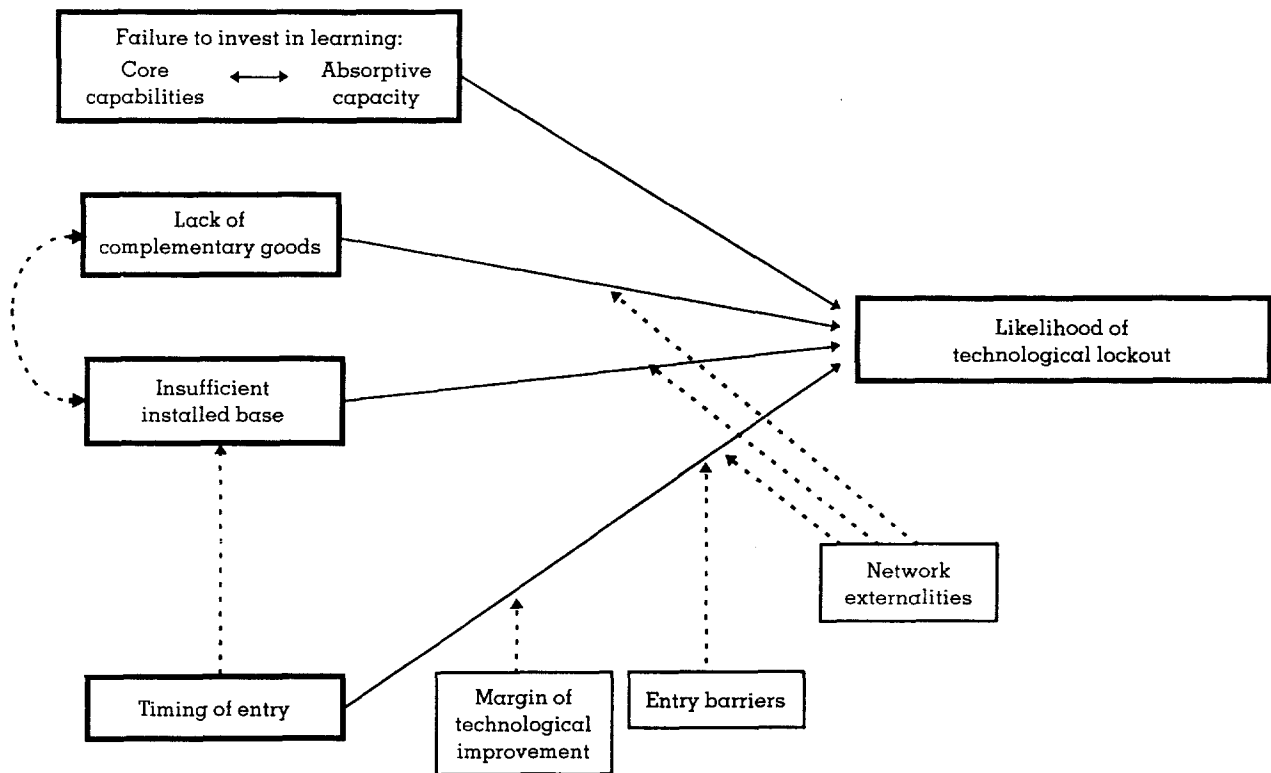 Failure to invest in learning:
Core capabilities
Absorptive capacity
Lack of
complementary goods
Likelihood of
technological lockout
Insufficient
installed base
Network
externalities
Timing of entry
Margin of
technological
improvement
Entry barriers